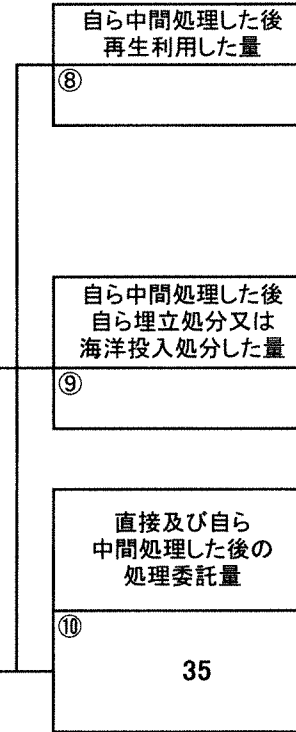 自ら中間処理した後
再生利用した量
⑧
自ら中間処理した後
自ら埋立処分又は
海洋投入処分した量
⑨
直接及び自ら
中間処理した後の
処理委託量
⑩
35